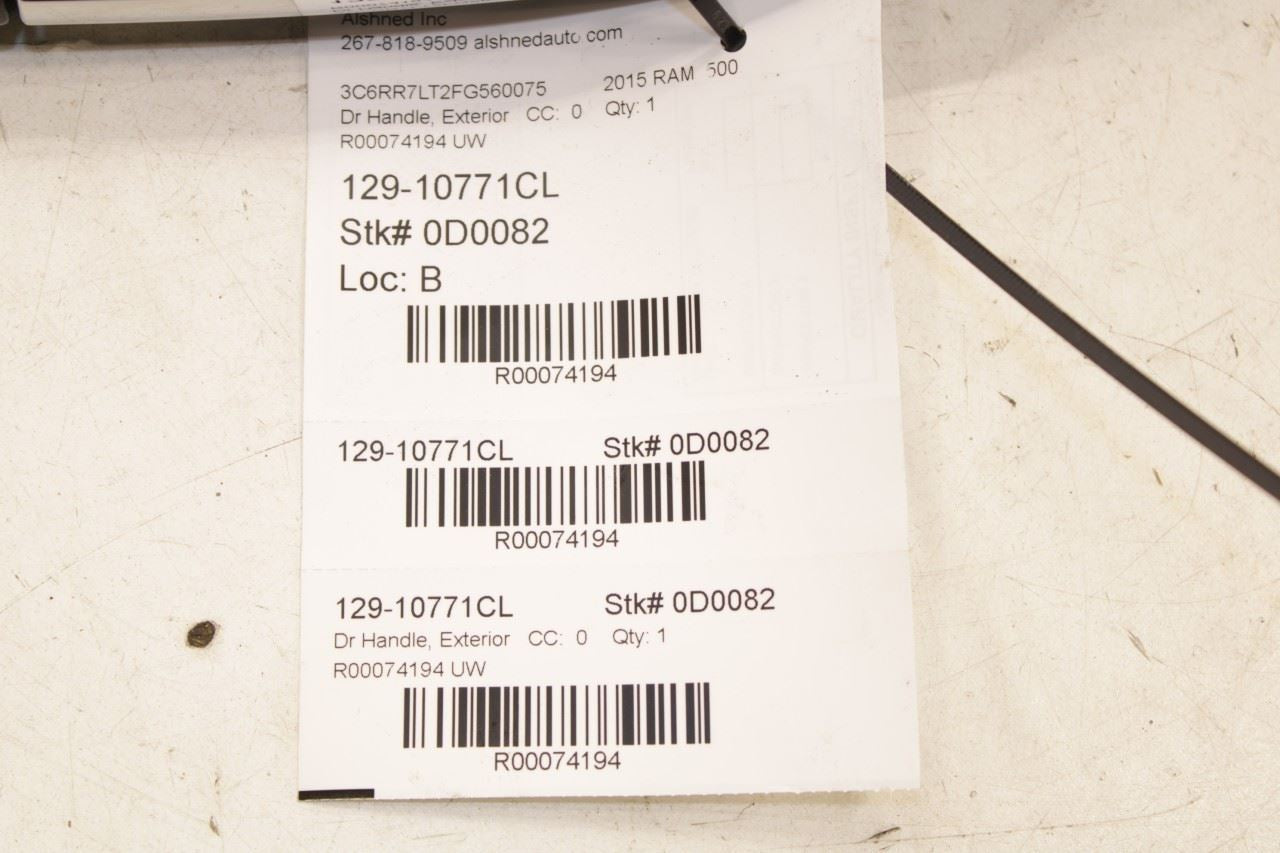 Alshned Inc
267-818-9509 alshnedauto.com
3C6RR7LT2FG560075 2015 RAM 500
Dr Handle, Exterior CC: 0 Qty: 1
R00074194 UW
129-10771CL
Stk# 0D0082
Loc: B
R00074194
129-10771CL Stk# 0D0082
R00074194
129-10771CL Stk# 0D0082
Dr Handle, Exterior CC: 0 Qty: 1
R00074194 UW
R00074194